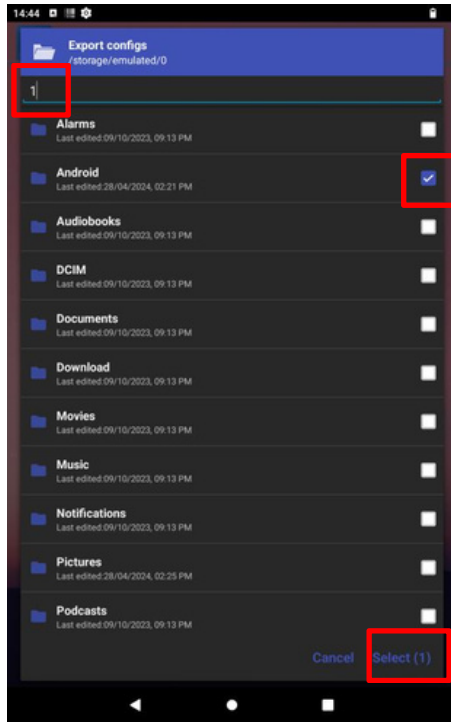 14:44
Export configs
/storage/emulated/0
1
Alarms
Last edited:09/10/2023, 09:13 PM
Android
Last edited:28/04/2024, 02:21 PM
Audiobooks
Last edited:09/10/2023, 09:13 PM
DCIM
Last edited:09/10/2023, 09:13 PM
Documents
Last edited:09/10/2023, 09:13 PM
Download
Last edited:09/10/2023, 09:13 PM
Movies
Last edited:09/10/2023, 09:13 PM
Music
Last edited:09/10/2023, 09:13 PM
Notifications
Last edited:09/10/2023, 09:13 PM
Pictures
Last edited:28/04/2024, 02:25 PM
Podcasts
Last edited:09/10/2023, 09:13 PM
Cancel Select (1)